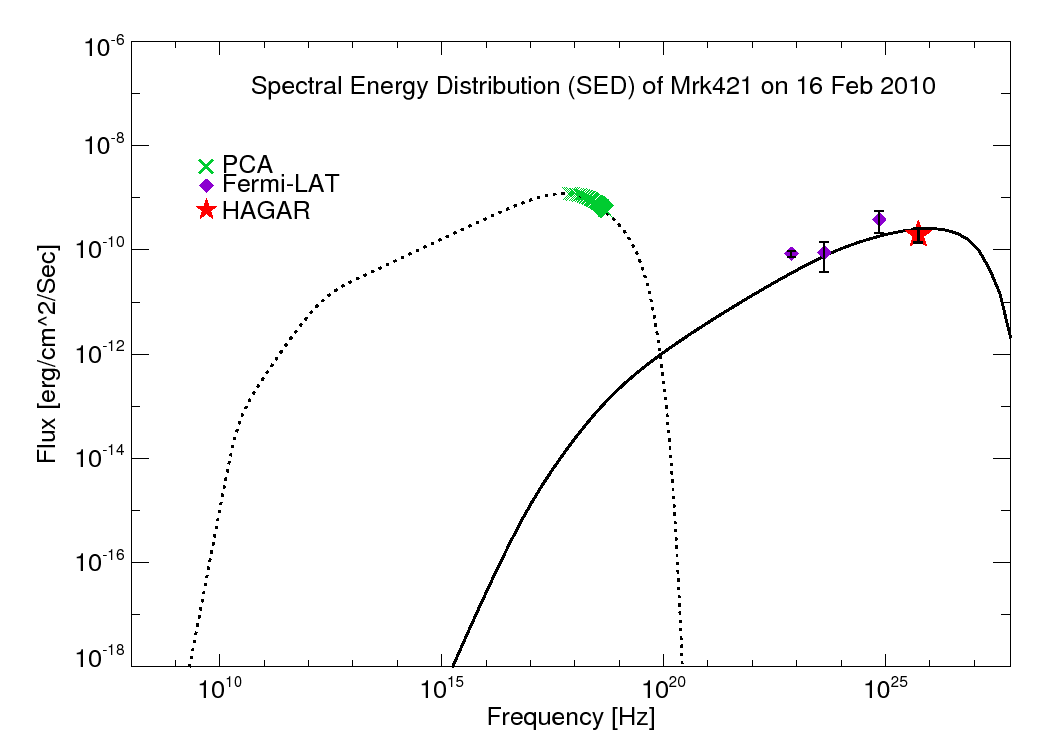 Spectral Energy Distribution (SED) of Mrk421 on 16 Feb 2010
PCA
Fermi-LAT
HAGAR
Flux [erg/cm^2/Sec]
10^-6
10^-8
10^-10
10^-12
10^-14
10^-16
10^-18
10^10
10^15
10^20
10^25
Frequency [Hz]